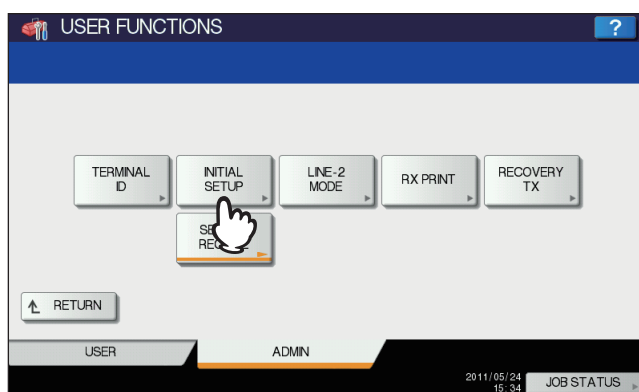 USER FUNCTIONS
?
TERMINAL
ID
INITIAL
SETUP
LINE-2
MODE
RX PRINT
RECOVERY
TX
RETURN
USER
ADMIN
2011/05/24
15:34
JOB STATUS